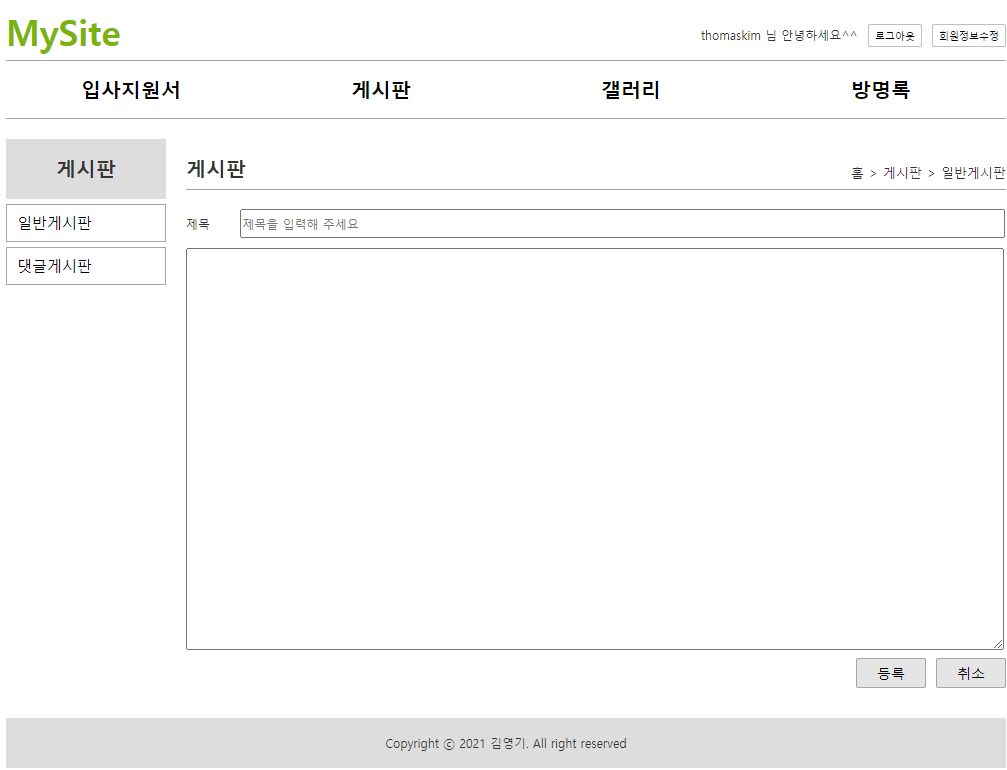 MySite
thomaskim 님 안녕하세요^^ 로그아웃 회원정보수정
입사지원서 게시판 갤러리 방명록
게시판
일반게시판
댓글게시판
게시판
홈 > 게시판 > 일반게시판
제목 제목을 입력해 주세요
등록 취소
Copyright ⓒ 2021 김영기. All right reserved